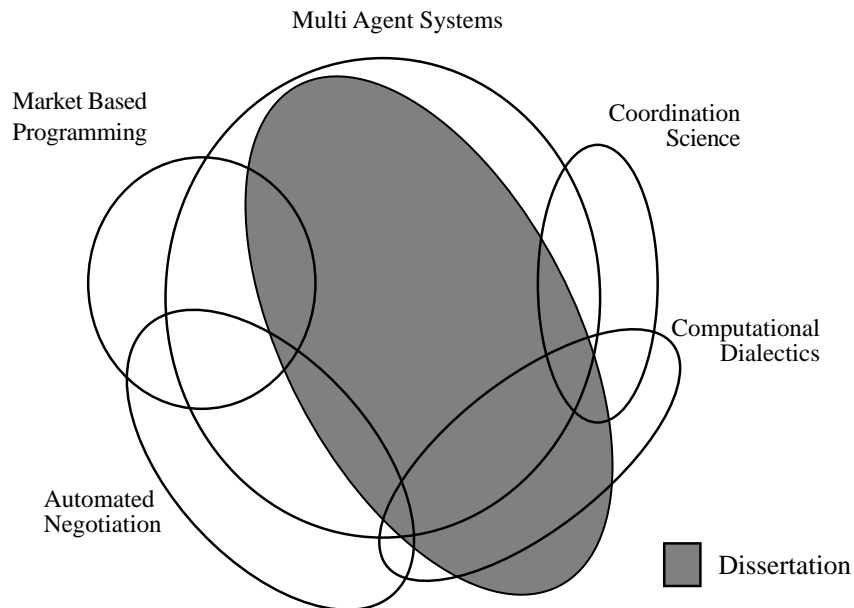 Multi Agent Systems
Market Based
Programming
Coordination
Science
Computational
Dialectics
Automated
Negotiation
Dissertation